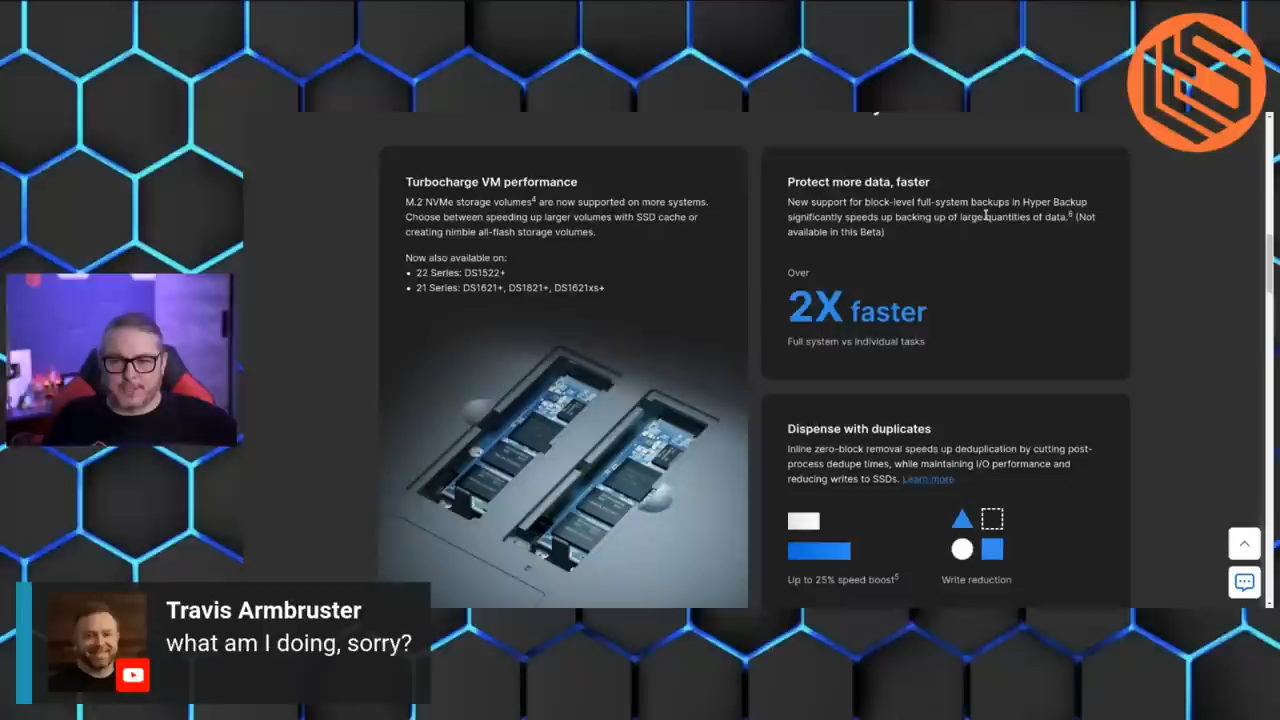 Turbocharge VM performance
M.2 NVMe storage volumes4 are now supported on more systems.
Choose between speeding up larger volumes with SSD cache or
creating nimble all-flash storage volumes.
Now also available on:
• 22 Series: DS1522+
• 21 Series: DS1621+, DS1821+, DS1621xs+
Protect more data, faster
New support for block-level full-system backups in Hyper Backup
significantly speeds up backing up of large quantities of data.6 (Not
available in this Beta)
Over
2X faster
Full system vs individual tasks
Dispense with duplicates
Inline zero-block removal speeds up deduplication by cutting post-
process dedupe times, while maintaining I/O performance and
reducing writes to SSDs. Learn more
Up to 25% speed boost5
Write reduction
Travis Armbruster
what am I doing, sorry?